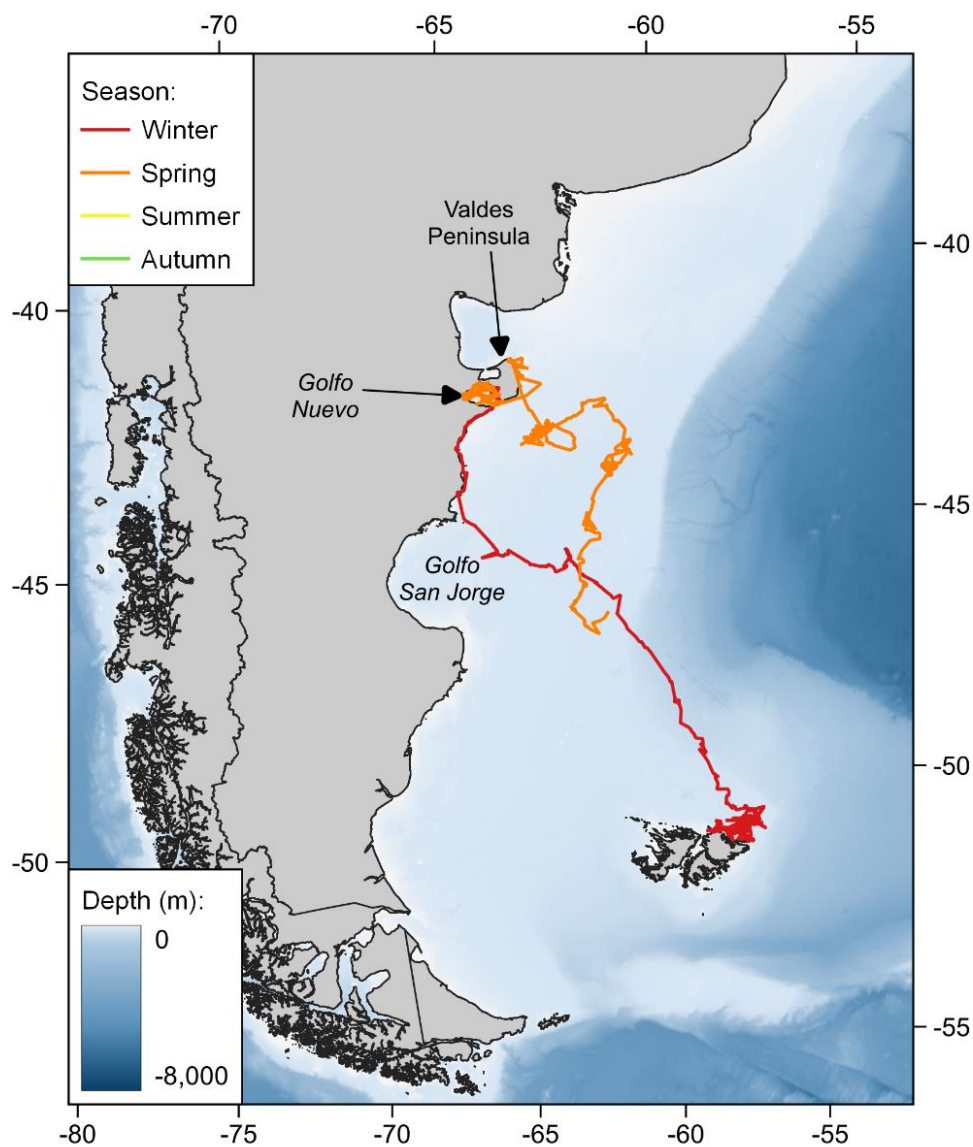 -70
-65
-60
-55
Season:
Winter
Spring
Summer
Autumn
Valdes
Peninsula
-40
-40
Golfo
Nuevo
-45
Golfo
San Jorge
-45
-50
-50
Depth (m):
0
-8,000
-55
-80
-75
-70
-65
-60
-55